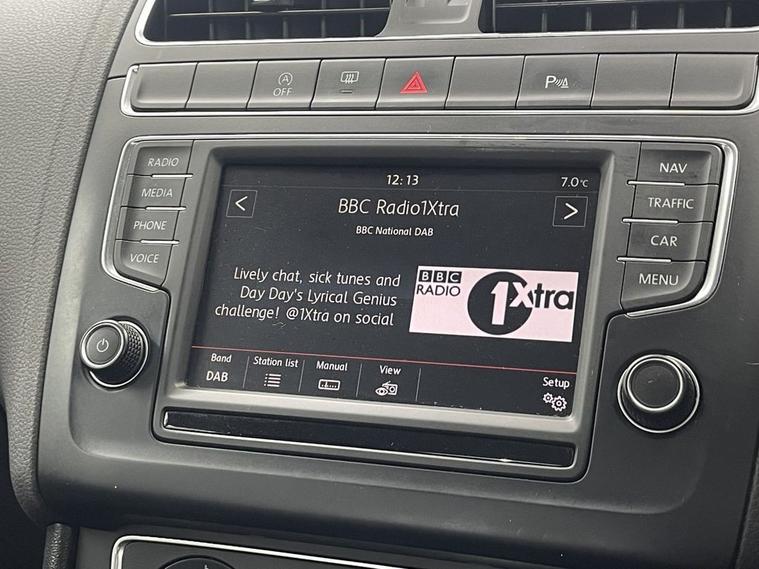 A
OFF
P
RADIO
MEDIA
PHONE
VOICE
NAV
TRAFFIC
CAR
MENU
12:13
7.0°C
<
BBC Radio1Xtra
>
BBC National DAB
Lively chat, sick tunes and
Day Day's Lyrical Genius
challenge! @1Xtra on social
BBC
RADIO
1Xtra
Band
DAB
Station list
Manual
View
Setup